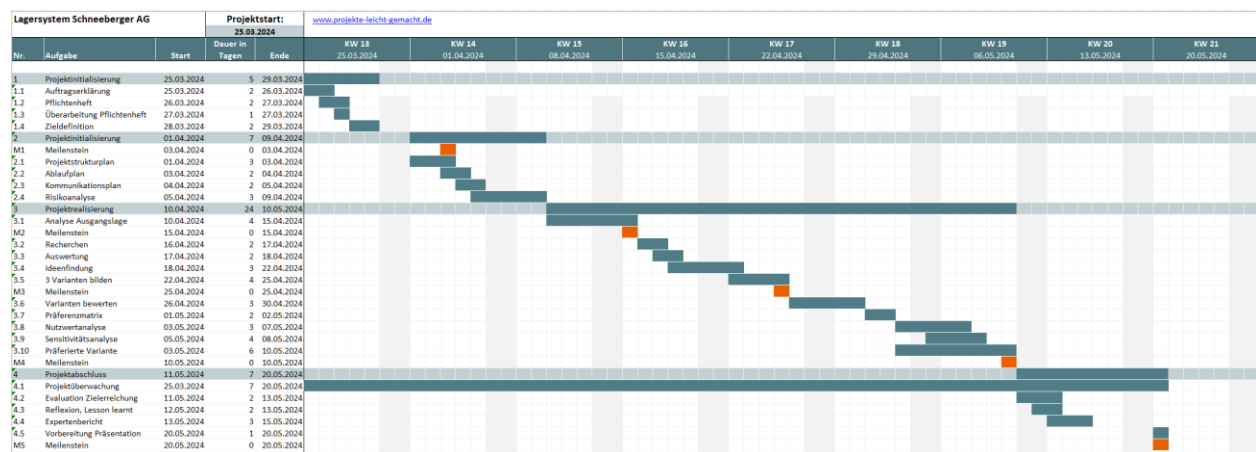 Lagersystem Schneeberger AG Projektstart: www.projekte-leicht-gemacht.de
25.03.2024
Dauer in KW 13 KW 14 KW 15 KW 16 KW 17 KW 18 KW 19 KW 20 KW 21
Nr. Aufgabe Start Tagen Ende 25.03.2024 01.04.2024 08.04.2024 15.04.2024 22.04.2024 29.04.2024 06.05.2024 13.05.2024 20.05.2024
1 Projektinitialisierung 25.03.2024 5 29.03.2024
1.1 Auftragserklärung 25.03.2024 2 26.03.2024
1.2 Pflichtenheft 26.03.2024 2 27.03.2024
1.3 Überarbeitung Pflichtenheft 27.03.2024 1 27.03.2024
1.4 Zieldefinition 28.03.2024 2 29.03.2024
2 Projektinitialisierung 01.04.2024 7 09.04.2024
M1 Meilenstein 03.04.2024 0 03.04.2024
2.1 Projektstrukturplan 01.04.2024 3 03.04.2024
2.2 Ablaufplan 03.04.2024 2 04.04.2024
2.3 Kommunikationsplan 04.04.2024 2 05.04.2024
2.4 Risikoanalyse 05.04.2024 3 09.04.2024
3 Projektrealisierung 10.04.2024 24 10.05.2024
3.1 Analyse Ausgangslage 10.04.2024 4 15.04.2024
M2 Meilenstein 15.04.2024 0 15.04.2024
3.2 Recherchen 16.04.2024 2 17.04.2024
3.3 Auswertung 17.04.2024 2 18.04.2024
3.4 Ideenfindung 18.04.2024 3 22.04.2024
3.5 3 Varianten bilden 22.04.2024 4 25.04.2024
M3 Meilenstein 25.04.2024 0 25.04.2024
3.6 Varianten bewerten 26.04.2024 3 30.04.2024
3.7 Präferenzmatrix 01.05.2024 2 02.05.2024
3.8 Nutzwertanalyse 03.05.2024 3 07.05.2024
3.9 Sensitivitätsanalyse 05.05.2024 4 08.05.2024
3.10 Präferierte Variante 03.05.2024 6 10.05.2024
M4 Meilenstein 10.05.2024 0 10.05.2024
4 Projektabschluss 11.05.2024 7 20.05.2024
4.1 Projektüberwachung 25.03.2024 7 20.05.2024
4.2 Evaluation Zielerreichung 11.05.2024 2 13.05.2024
4.3 Reflexion, Lesson learnt 12.05.2024 2 13.05.2024
4.4 Expertenbericht 13.05.2024 3 15.05.2024
4.5 Vorbereitung Präsentation 20.05.2024 1 20.05.2024
M5 Meilenstein 20.05.2024 0 20.05.2024